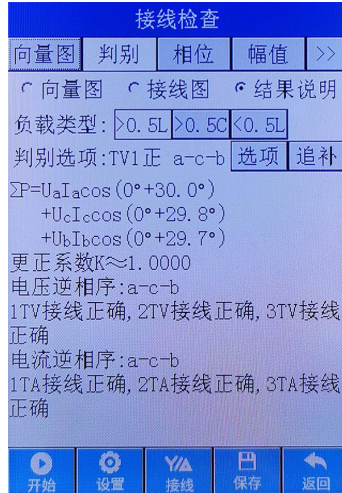 接线检查
向量图 判别 相位 幅值 >>
向量图 接线图 结果说明
负载类型: >0.5L >0.5C <0.5L
判别选项:TV1正 a-c-b 选项 追补
ΣP=UaIacos(0°+30.0°)
+UcIccos(0°+29.8°)
+UbIbcos(0°+29.7°)
更正系数K≈1.0000
电压逆相序:a-c-b
1TV接线正确,2TV接线正确,3TV接线
正确
电流逆相序:a-c-b
1TA接线正确,2TA接线正确,3TA接线
正确
开始 设置 接线 保存 返回